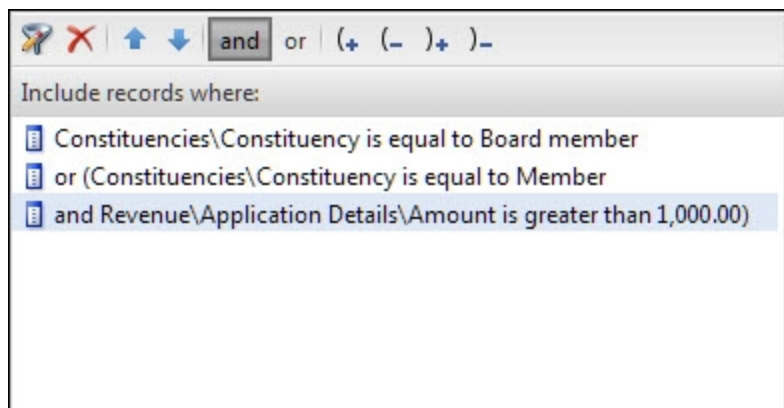 and or (+ (- )+ )-
Include records where:
Constituencies\Constituency is equal to Board member
or (Constituencies\Constituency is equal to Member
and Revenue\Application Details\Amount is greater than 1,000.00)